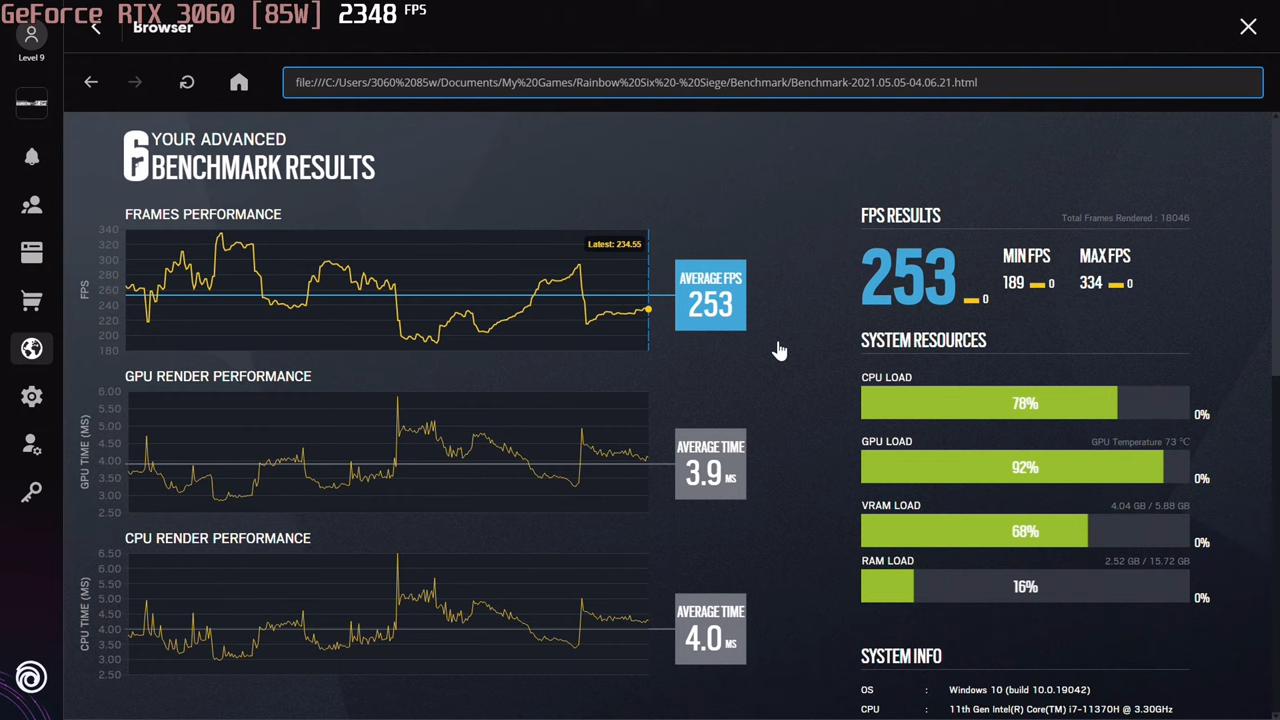 GeForce RTX 3060 [85W] 2348 FPS
Browser
Level 9
file:///C:/Users/3060%2085w/Documents/My%20Games/Rainbow%20Six%20-%20Siege/Benchmark/Benchmark-2021.05.05-04.06.21.html
6 YOUR ADVANCED
BENCHMARK RESULTS
FRAMES PERFORMANCE
340
320
300
280
260
240
220
200
180
FPS
Latest: 234.55
AVERAGE FPS
253
GPU RENDER PERFORMANCE
6.00
5.50
5.00
4.50
4.00
3.50
3.00
2.50
GPU TIME (MS)
AVERAGE TIME
3.9 MS
CPU RENDER PERFORMANCE
6.50
6.00
5.50
5.00
4.50
4.00
3.50
3.00
2.50
CPU TIME (MS)
AVERAGE TIME
4.0 MS
FPS RESULTS
Total Frames Rendered : 18046
253 0
MIN FPS
189 0
MAX FPS
334 0
SYSTEM RESOURCES
CPU LOAD
78%
0%
GPU LOAD GPU Temperature 73 °C
92%
0%
VRAM LOAD 4.04 GB / 5.88 GB
68%
0%
RAM LOAD 2.52 GB / 15.72 GB
16%
0%
SYSTEM INFO
OS : Windows 10 (build 10.0.19042)
CPU : 11th Gen Intel(R) Core(TM) i7-11370H @ 3.30GHz